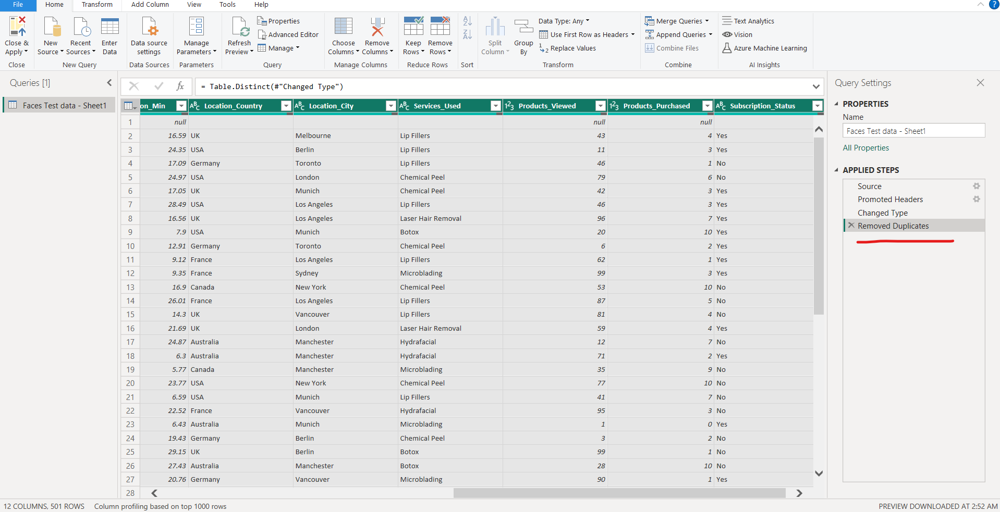 File Home Transform Add Column View Tools Help ?
Close & Apply
New Source
Recent Sources
Enter Data
Data source settings
Manage Parameters
Refresh Preview
Properties
Advanced Editor
Manage
Choose Columns
Remove Columns
Keep Rows
Remove Rows
A Z
Z A
Split Column
Group By
Data Type: Any
Use First Row as Headers
1 2 Replace Values
Merge Queries
Append Queries
Combine Files
Text Analytics
Vision
Azure Machine Learning
Close New Query Data Sources Parameters Query Manage Columns Reduce Rows Sort Transform Combine AI Insights
Queries [1]
Faces Test data - Sheet1
fx = Table.Distinct(#"Changed Type")
on_Min ABC Location_Country ABC Location_City ABC Services_Used 123 Products_Viewed 123 Products_Purchased ABC Subscription_Status
1 null null null
2 16.59 UK Melbourne Lip Fillers 43 4 Yes
3 24.35 USA Berlin Lip Fillers 11 3 Yes
4 17.09 Germany Toronto Lip Fillers 46 1 No
5 24.97 USA London Chemical Peel 79 6 No
6 17.05 UK Munich Chemical Peel 42 3 Yes
7 28.49 USA Los Angeles Lip Fillers 46 3 Yes
8 16.56 UK Los Angeles Laser Hair Removal 96 7 Yes
9 7.9 USA Munich Botox 20 10 Yes
10 12.91 Germany Toronto Chemical Peel 6 2 Yes
11 9.12 France Los Angeles Lip Fillers 62 1 Yes
12 9.35 France Sydney Microblading 99 3 Yes
13 16.9 Canada New York Chemical Peel 53 10 No
14 26.01 France Los Angeles Lip Fillers 87 5 No
15 14.3 UK Vancouver Lip Fillers 81 4 No
16 21.69 UK London Laser Hair Removal 59 4 Yes
17 24.87 Australia Manchester Hydrafacial 12 7 No
18 6.3 Australia Manchester Hydrafacial 71 2 Yes
19 5.77 Canada Manchester Microblading 35 9 No
20 23.77 USA New York Chemical Peel 77 10 No
21 6.59 USA Munich Lip Fillers 41 7 No
22 22.52 France Vancouver Hydrafacial 95 3 No
23 6.43 Australia Munich Microblading 1 0 Yes
24 19.43 Germany Berlin Chemical Peel 3 2 No
25 29.15 UK Berlin Botox 99 1 No
26 27.43 Australia Manchester Botox 28 10 No
27 20.76 Germany Vancouver Microblading 90 1 Yes
28
Query Settings
PROPERTIES
Name
Faces Test data - Sheet1
All Properties
APPLIED STEPS
Source
Promoted Headers
Changed Type
Removed Duplicates
12 COLUMNS, 501 ROWS Column profiling based on top 1000 rows PREVIEW DOWNLOADED AT 2:52 AM